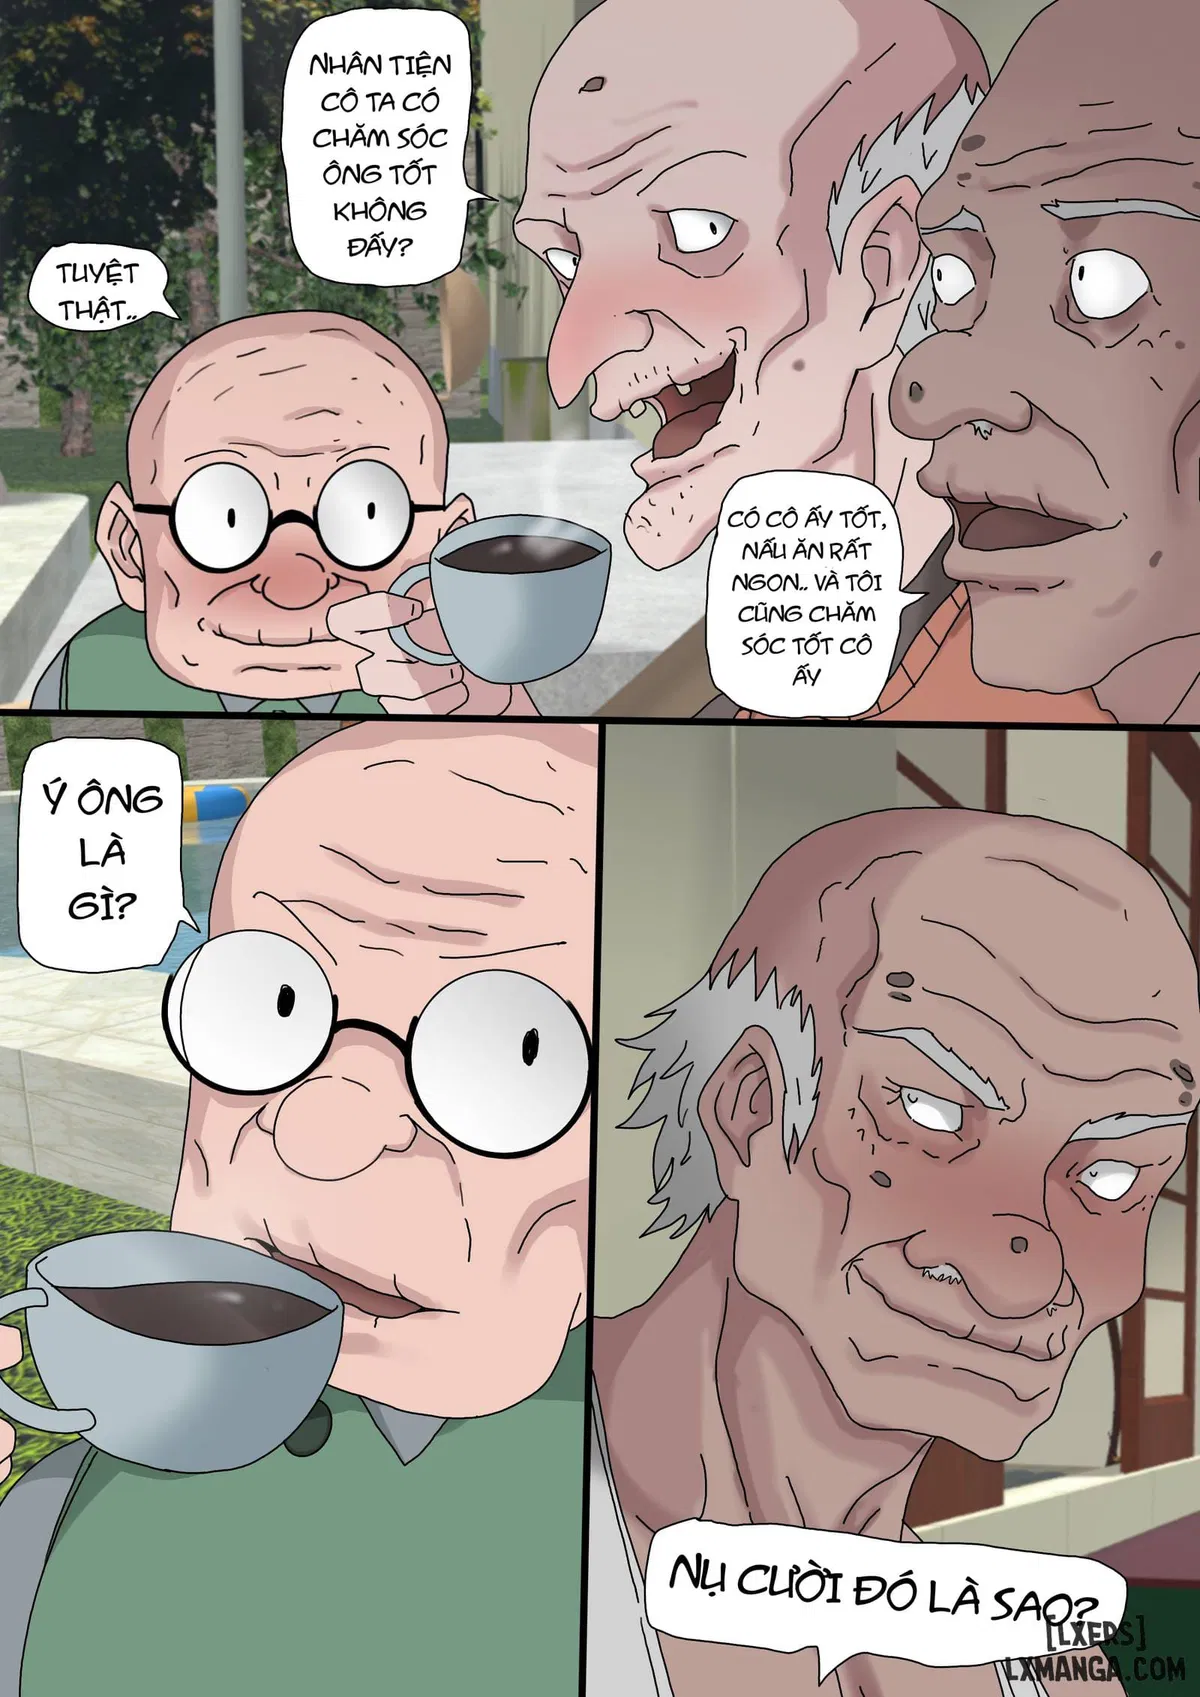 NHÂN TIỆN
CÔ TA CÓ
CHĂM SÓC
ÔNG TỐT
KHÔNG
ĐẤY?
TUYỆT
THẬT..
CÓ CÔ ẤY TỐT,
NẤU ĂN RẤT
NGON.. VÀ TÔI
CŨNG CHĂM
SÓC TỐT CÔ
ẤY
Ý ÔNG
LÀ
GÌ?
NỤ CƯỜI ĐÓ LÀ SAO?
[LXERS]
LXMANGA.COM